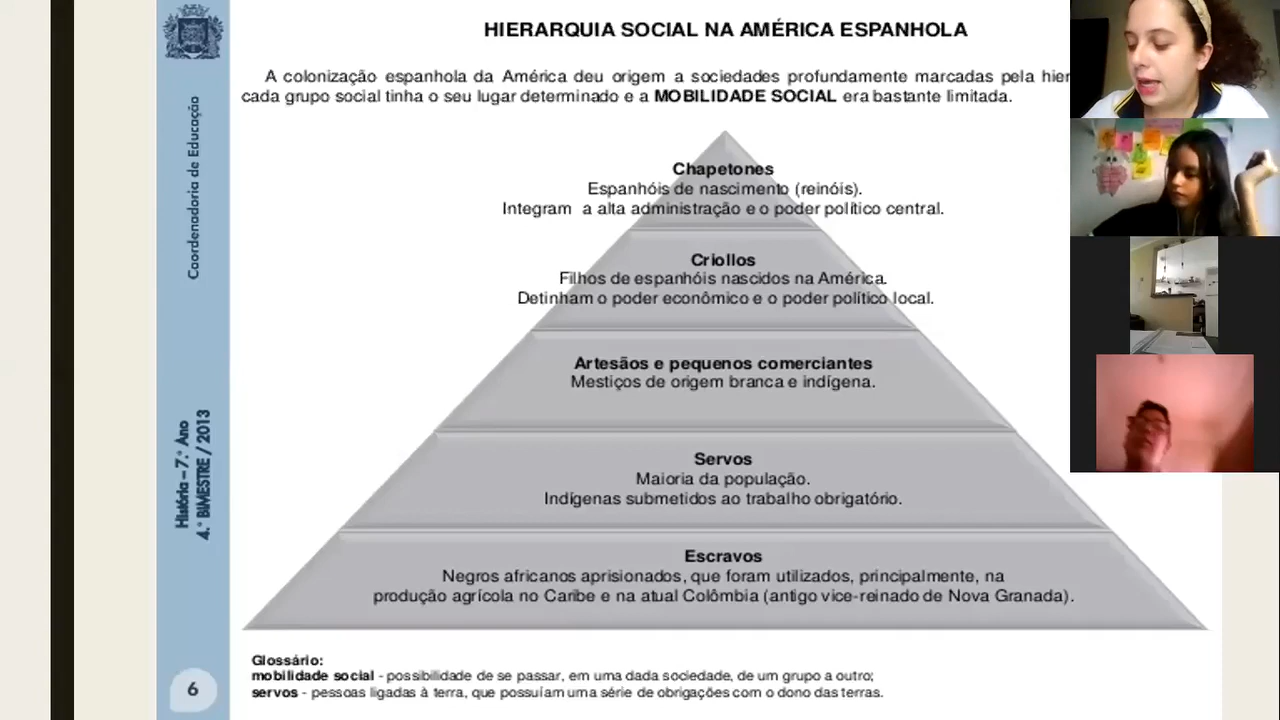 HIERARQUIA SOCIAL NA AMÉRICA ESPANHOLA
A colonização espanhola da América deu origem a sociedades profundamente marcadas pela hier
cada grupo social tinha o seu lugar determinado e a MOBILIDADE SOCIAL era bastante limitada.
Chapetones
Espanhóis de nascimento (reinóis).
Integram a alta administração e o poder político central.
Criollos
Filhos de espanhóis nascidos na América.
Detinham o poder econômico e o poder político local.
Artesãos e pequenos comerciantes
Mestiços de origem branca e indígena.
Servos
Maioria da população.
Indígenas submetidos ao trabalho obrigatório.
Escravos
Negros africanos aprisionados, que foram utilizados, principalmente, na
produção agrícola no Caribe e na atual Colômbia (antigo vice-reinado de Nova Granada).
Glossário:
mobilidade social - possibilidade de se passar, em uma dada sociedade, de um grupo a outro;
servos - pessoas ligadas à terra, que possuíam uma série de obrigações com o dono das terras.
Coordenadoria de Educação
História – 7.º Ano
4.º BIMESTRE / 2013
6